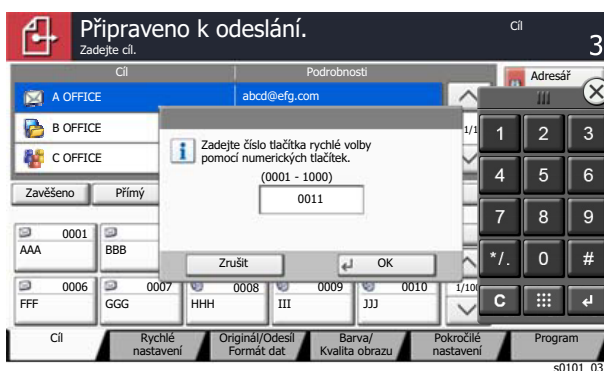 Připraveno k odeslání.
Zadejte cíl.
Cíl
3
Cíl
Podrobnosti
Adresář
A OFFICE
abcd@efg.com
B OFFICE
C OFFICE
1/1
Zadejte číslo tlačítka rychlé volby
pomocí numerických tlačítek.
(0001 - 1000)
0011
Zrušit
OK
Zavěšeno
Přímý
0001
AAA
BBB
0006
FFF
0007
GGG
0008
HHH
0009
III
0010
JJJ
1/100
1
2
3
4
5
6
7
8
9
*/.
0
#
C
Cíl
Rychlé
nastavení
Originál/Odesíl
Formát dat
Barva/
Kvalita obrazu
Pokročilé
nastavení
Program
s0101_03